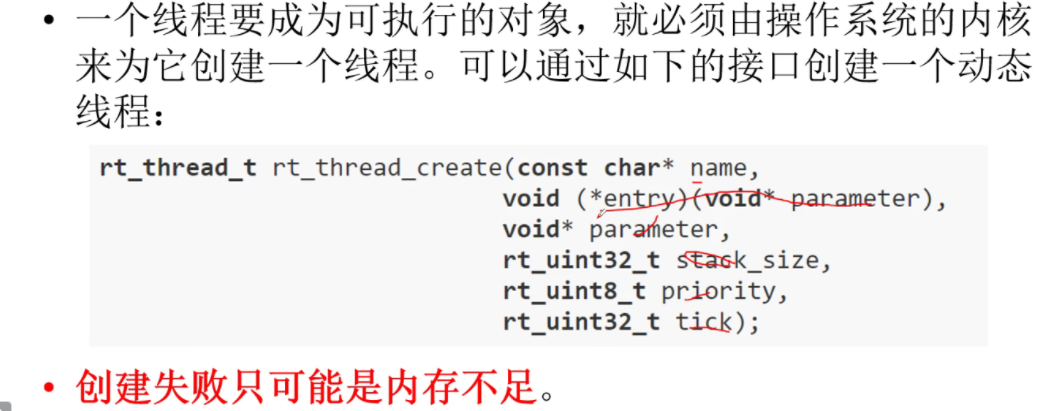 • 一个线程要成为可执行的对象，就必须由操作系统的内核
来为它创建一个线程。可以通过如下的接口创建一个动态
线程：
rt_thread_t rt_thread_create(const char* name,
void (*entry)(void* parameter),
void* parameter,
rt_uint32_t stack_size,
rt_uint8_t priority,
rt_uint32_t tick);
• 创建失败只可能是内存不足。